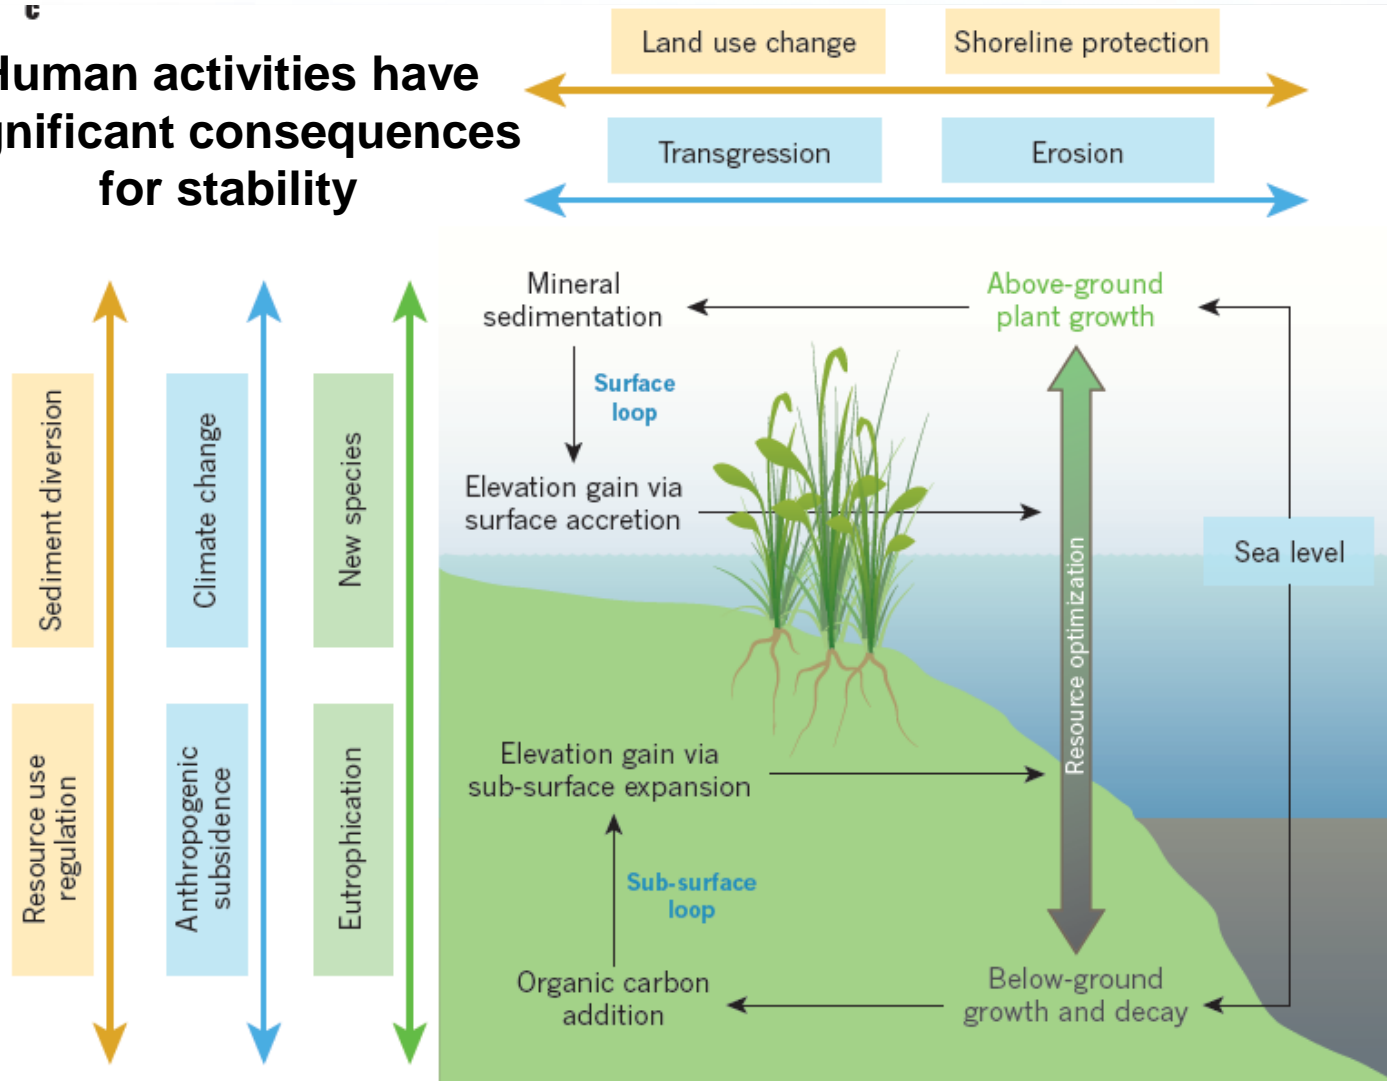 c
Human activities have
gnificant consequences
for stability
Land use change
Shoreline protection
Transgression
Erosion
Mineral
sedimentation
Above-ground
plant growth
Surface
loop
Elevation gain via
surface accretion
Sea level
Resource optimization
Elevation gain via
sub-surface expansion
Sub-surface
loop
Organic carbon
addition
Below-ground
growth and decay
Sediment diversion
Climate change
New species
Resource use
regulation
Anthropogenic
subsidence
Eutrophication